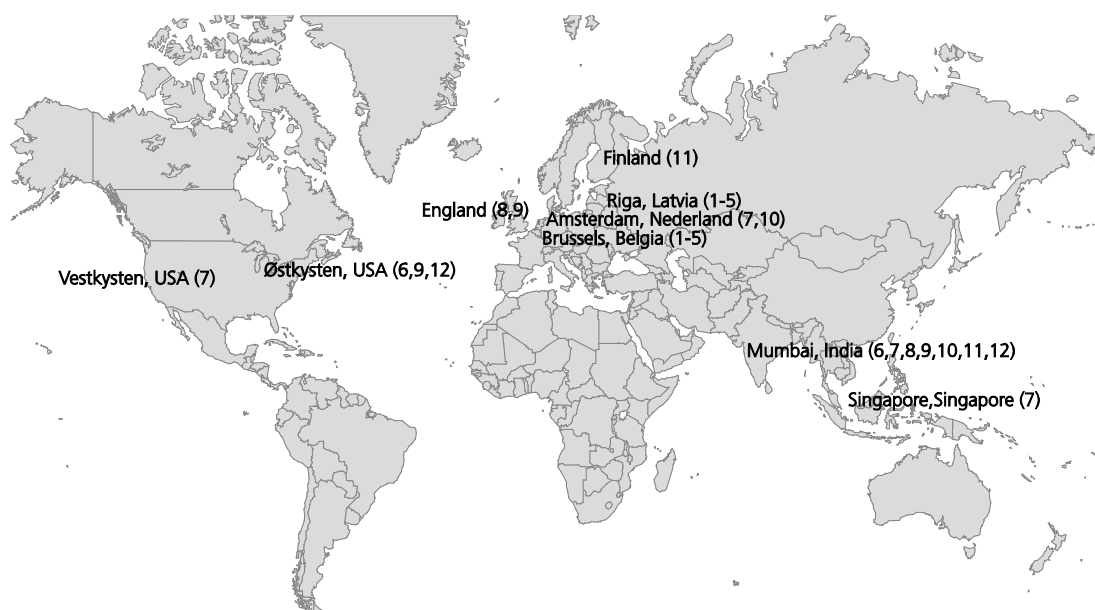 Finland (11)
Riga, Latvia (1-5)
England (8,9)
Amsterdam, Nederland (7,10)
Brussels, Belgia (1-5)
Østkysten, USA (6,9,12)
Vestkysten, USA (7)
Mumbai, India (6,7,8,9,10,11,12)
Singapore,Singapore (7)